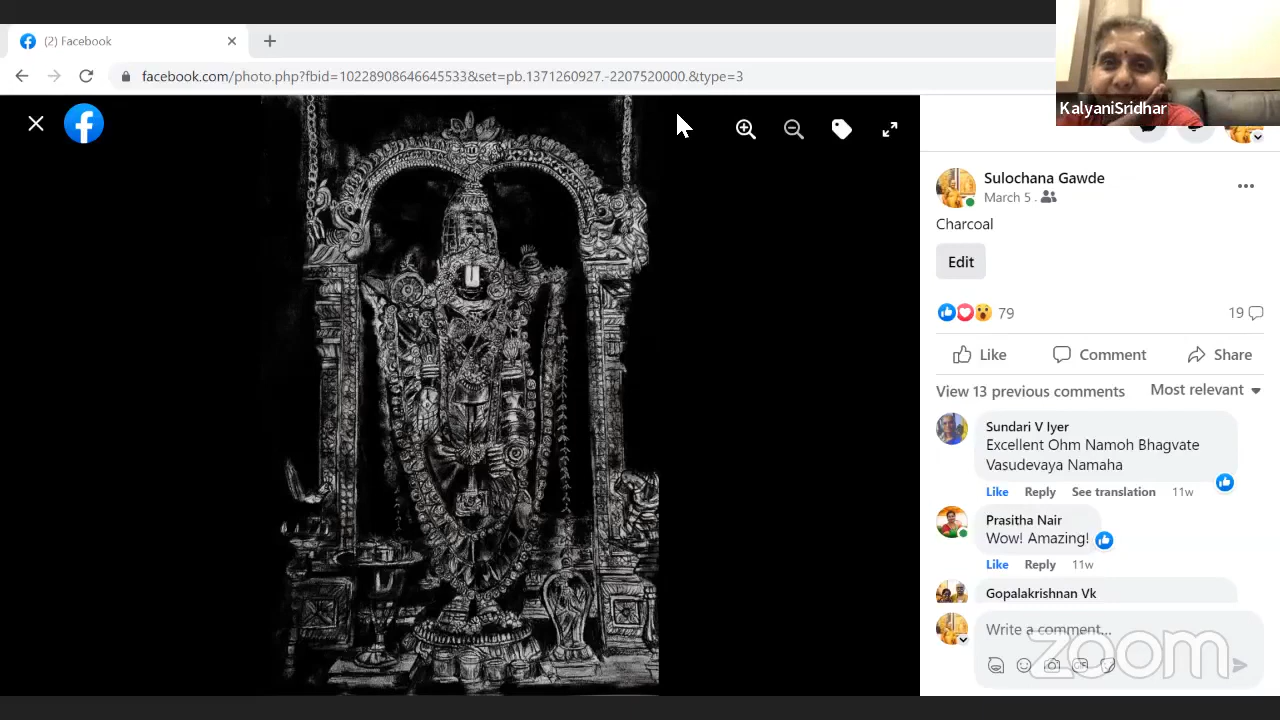 (2) Facebook
facebook.com/photo.php?fbid=10228908646645533&set=pb.1371260927.-2207520000.&type=3
KalyaniSridhar
Sulochana Gawde
March 5 .
Charcoal
Edit
79
19
Like
Comment
Share
View 13 previous comments
Most relevant
Sundari V Iyer
Excellent Ohm Namoh Bhagvate
Vasudevaya Namaha
Like Reply See translation 11w
Prasitha Nair
Wow! Amazing!
Like Reply 11w
Gopalakrishnan Vk
Write a comment...
GIF
zoom